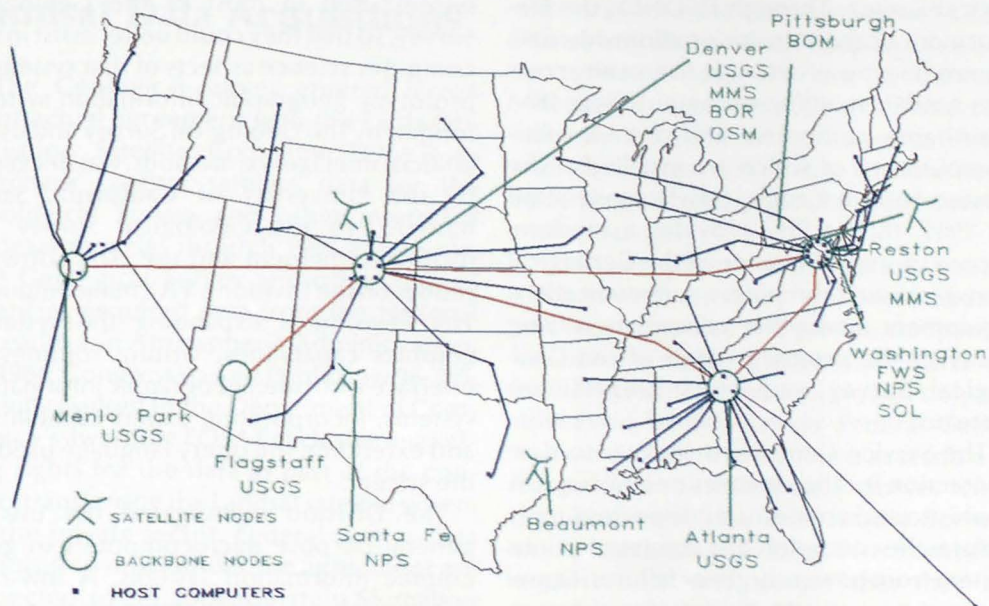 Pittsburgh
BOM
Denver
USGS
MMS
BOR
OSM
Reston
USGS
MMS
Washington
FWS
NPS
SOL
Menlo Park
USGS
Flagstaff
USGS
Santa Fe
NPS
Beaumont
NPS
Atlanta
USGS
SATELLITE NODES
BACKBONE NODES
HOST COMPUTERS